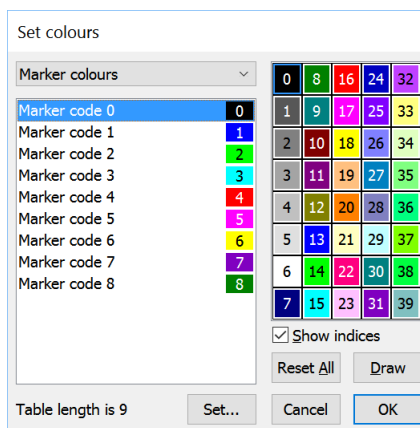 Set colours
Marker colours
Marker code 0 0
Marker code 1 1
Marker code 2 2
Marker code 3 3
Marker code 4 4
Marker code 5 5
Marker code 6 6
Marker code 7 7
Marker code 8 8
Table length is 9
Set...
0 8 16 24 32
1 9 17 25 33
2 10 18 26 34
3 11 19 27 35
4 12 20 28 36
5 13 21 29 37
6 14 22 30 38
7 15 23 31 39
Show indices
Reset All Draw
Cancel OK